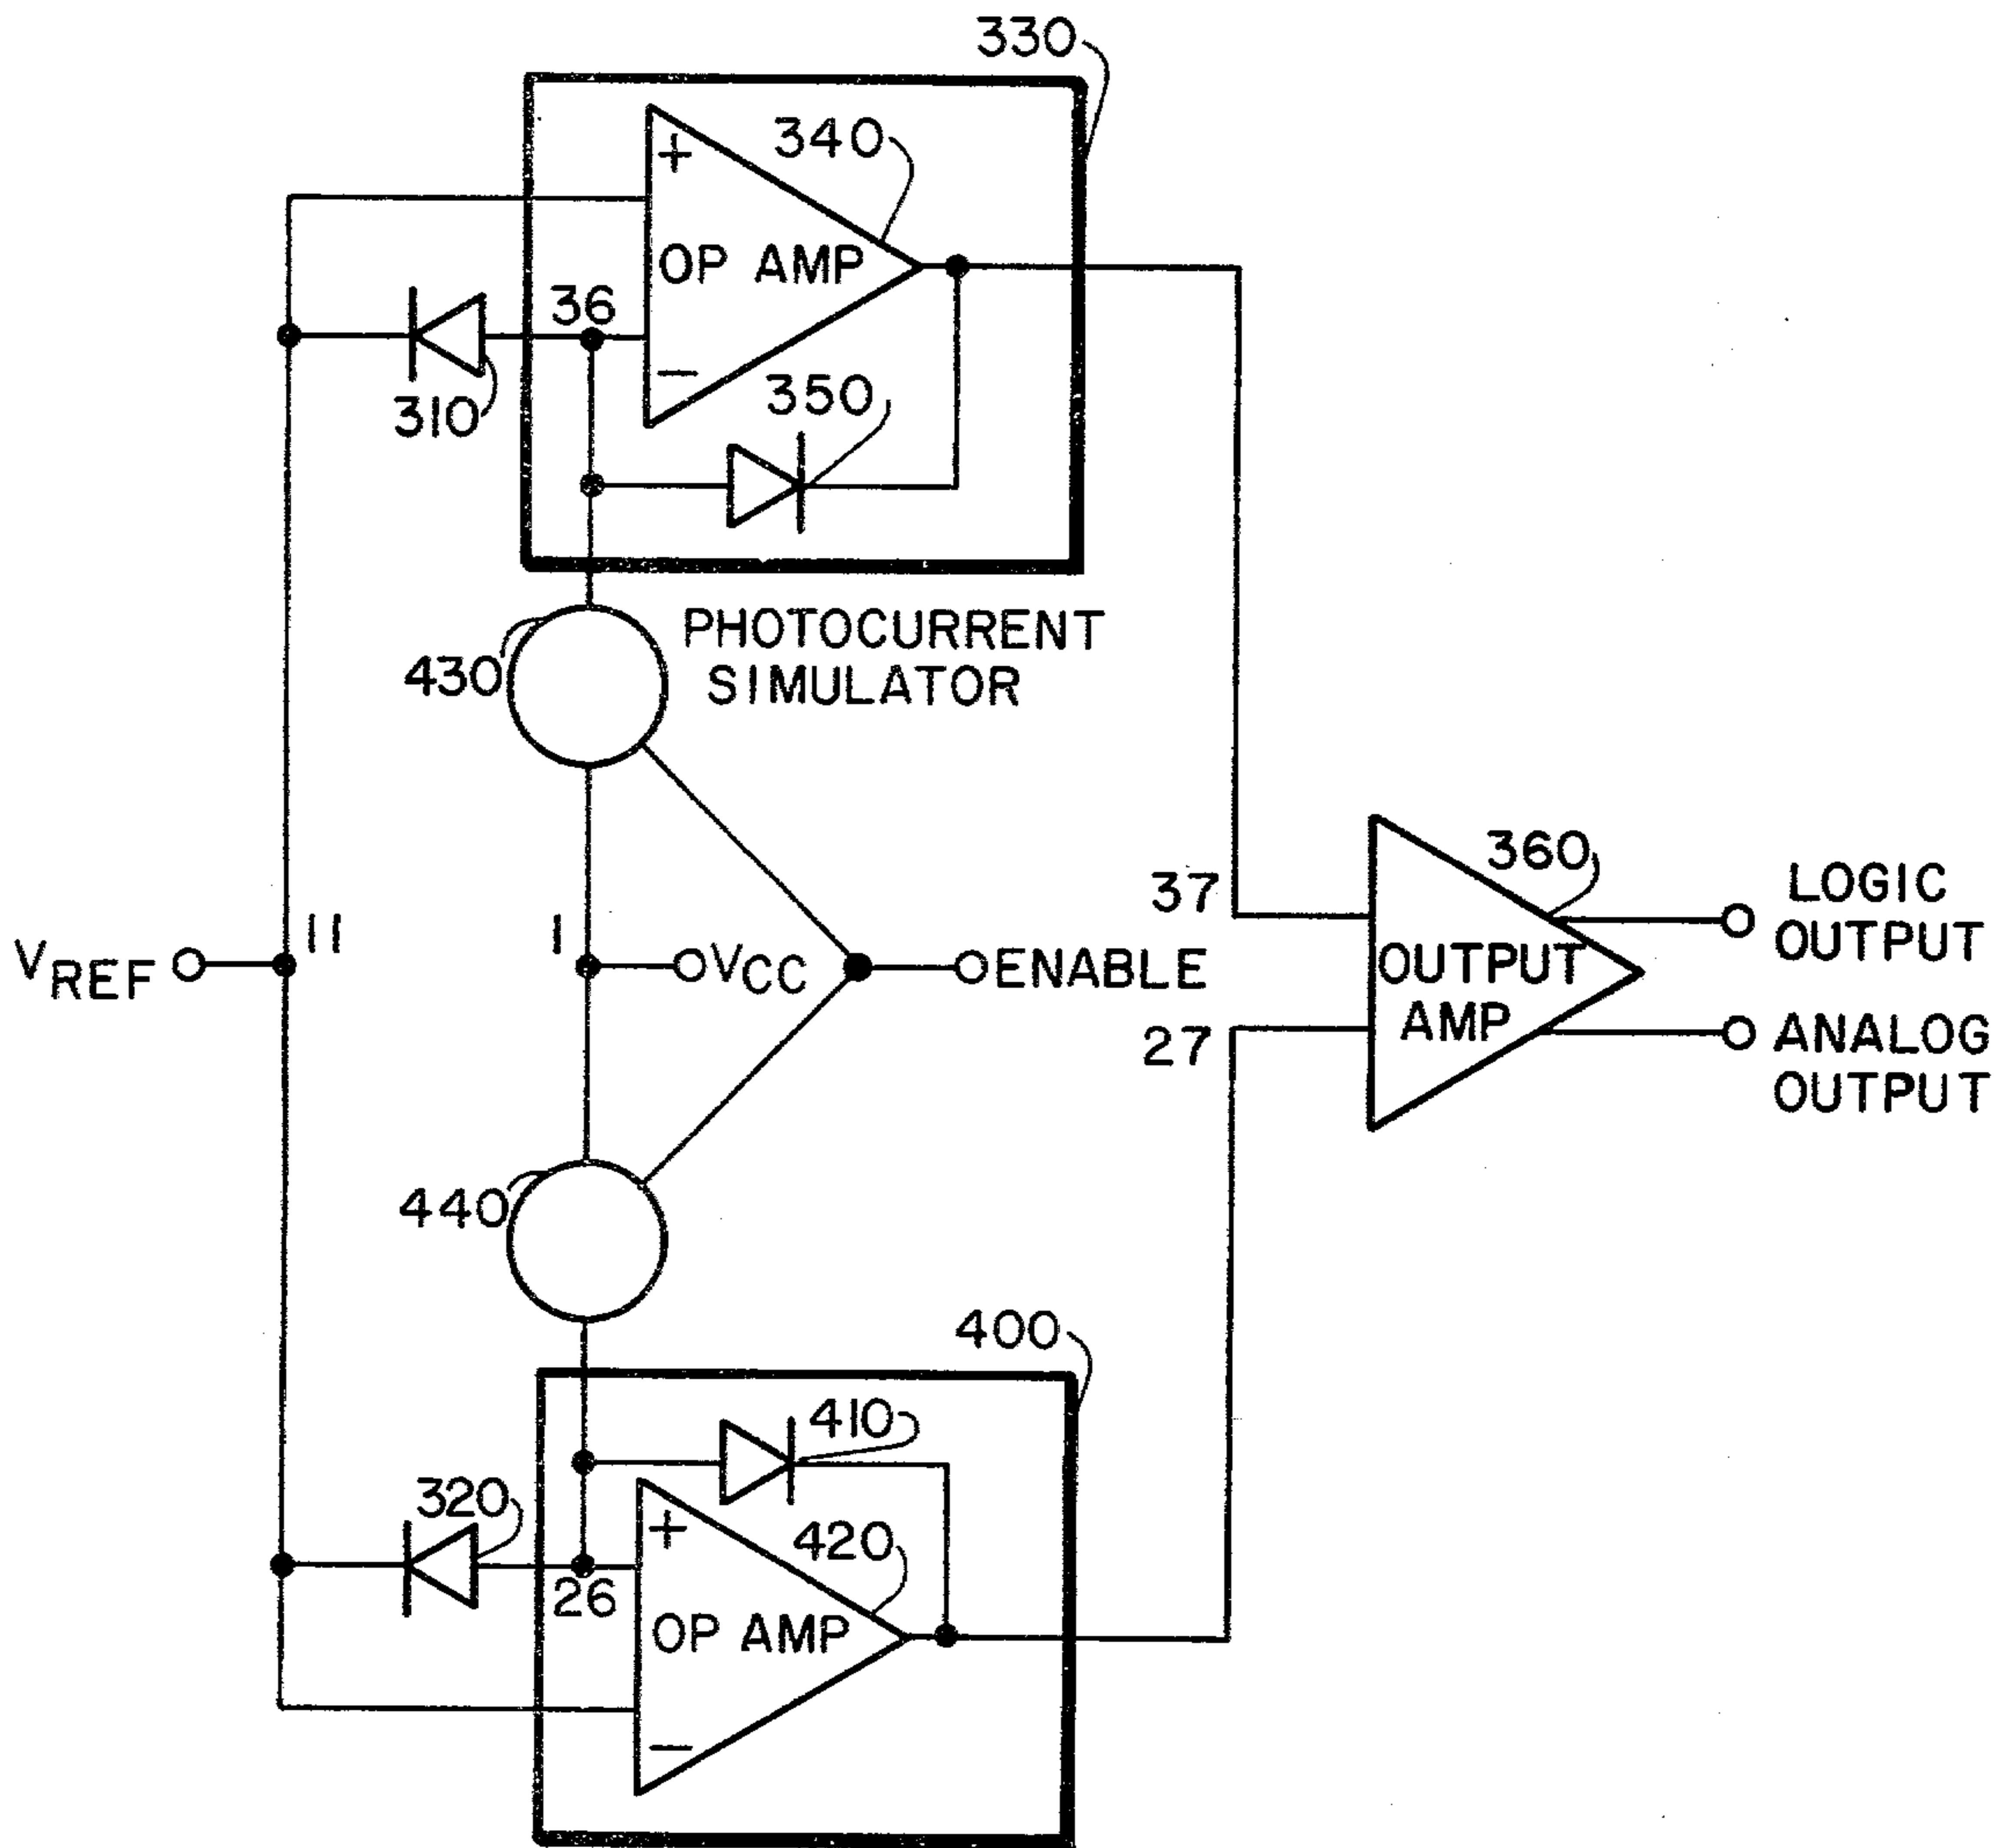 330
+
340
OP AMP
36
−
310
350
PHOTOCURRENT
SIMULATOR
430
360
37
LOGIC
OUTPUT
VREF
11
1
VCC
ENABLE
OUTPUT
AMP
27
ANALOG
OUTPUT
440
400
410
320
+
420
26
OP AMP
−